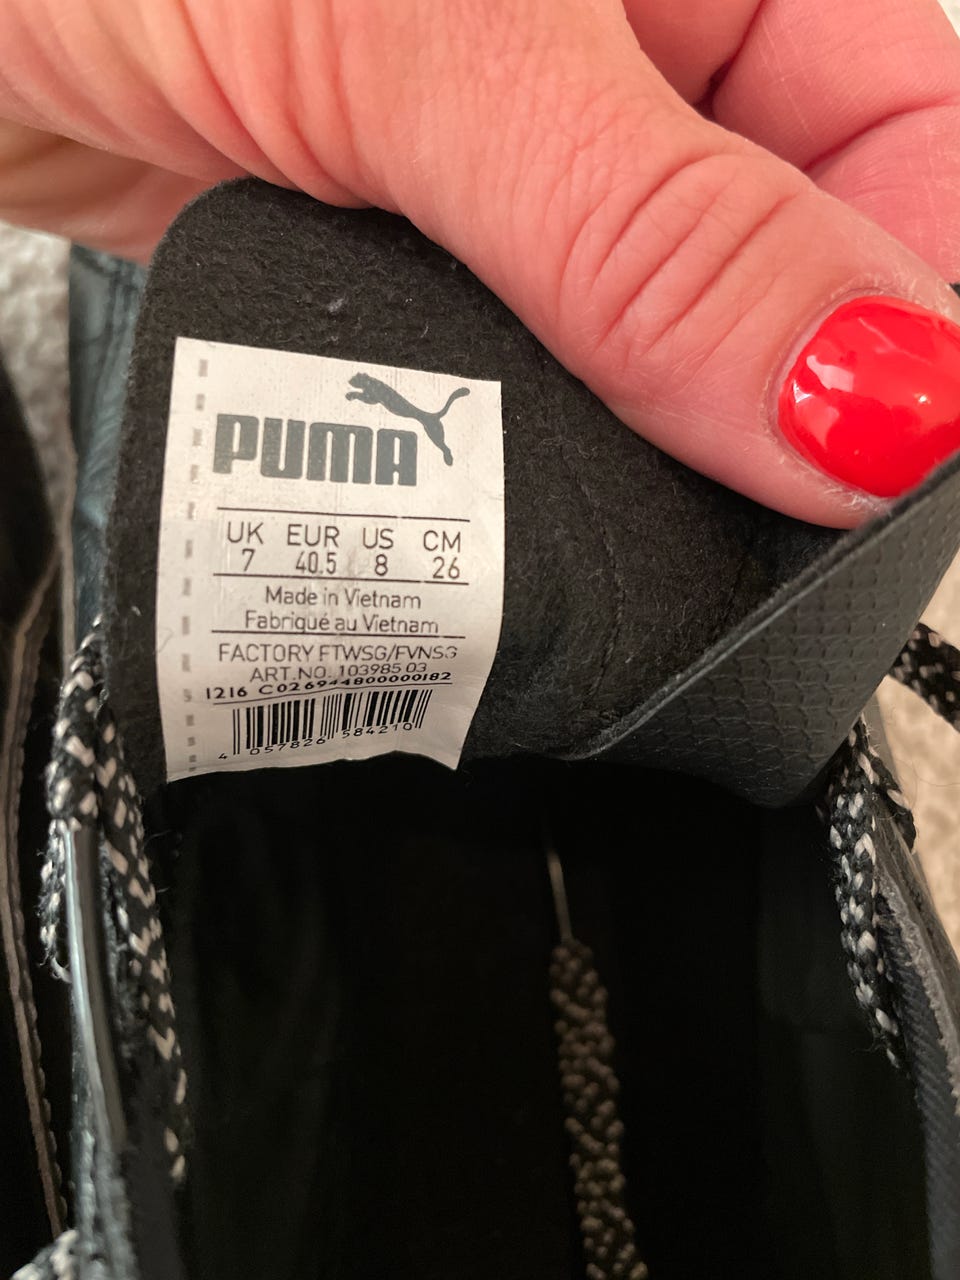 PUMA
UK EUR US CM
7 40.5 8 26
Made in Vietnam
Fabriqué au Vietnam
FACTORY FTWSG/FVNSG
ART.NO. 103985 03
1216 C02694800000182
4 057826 584210